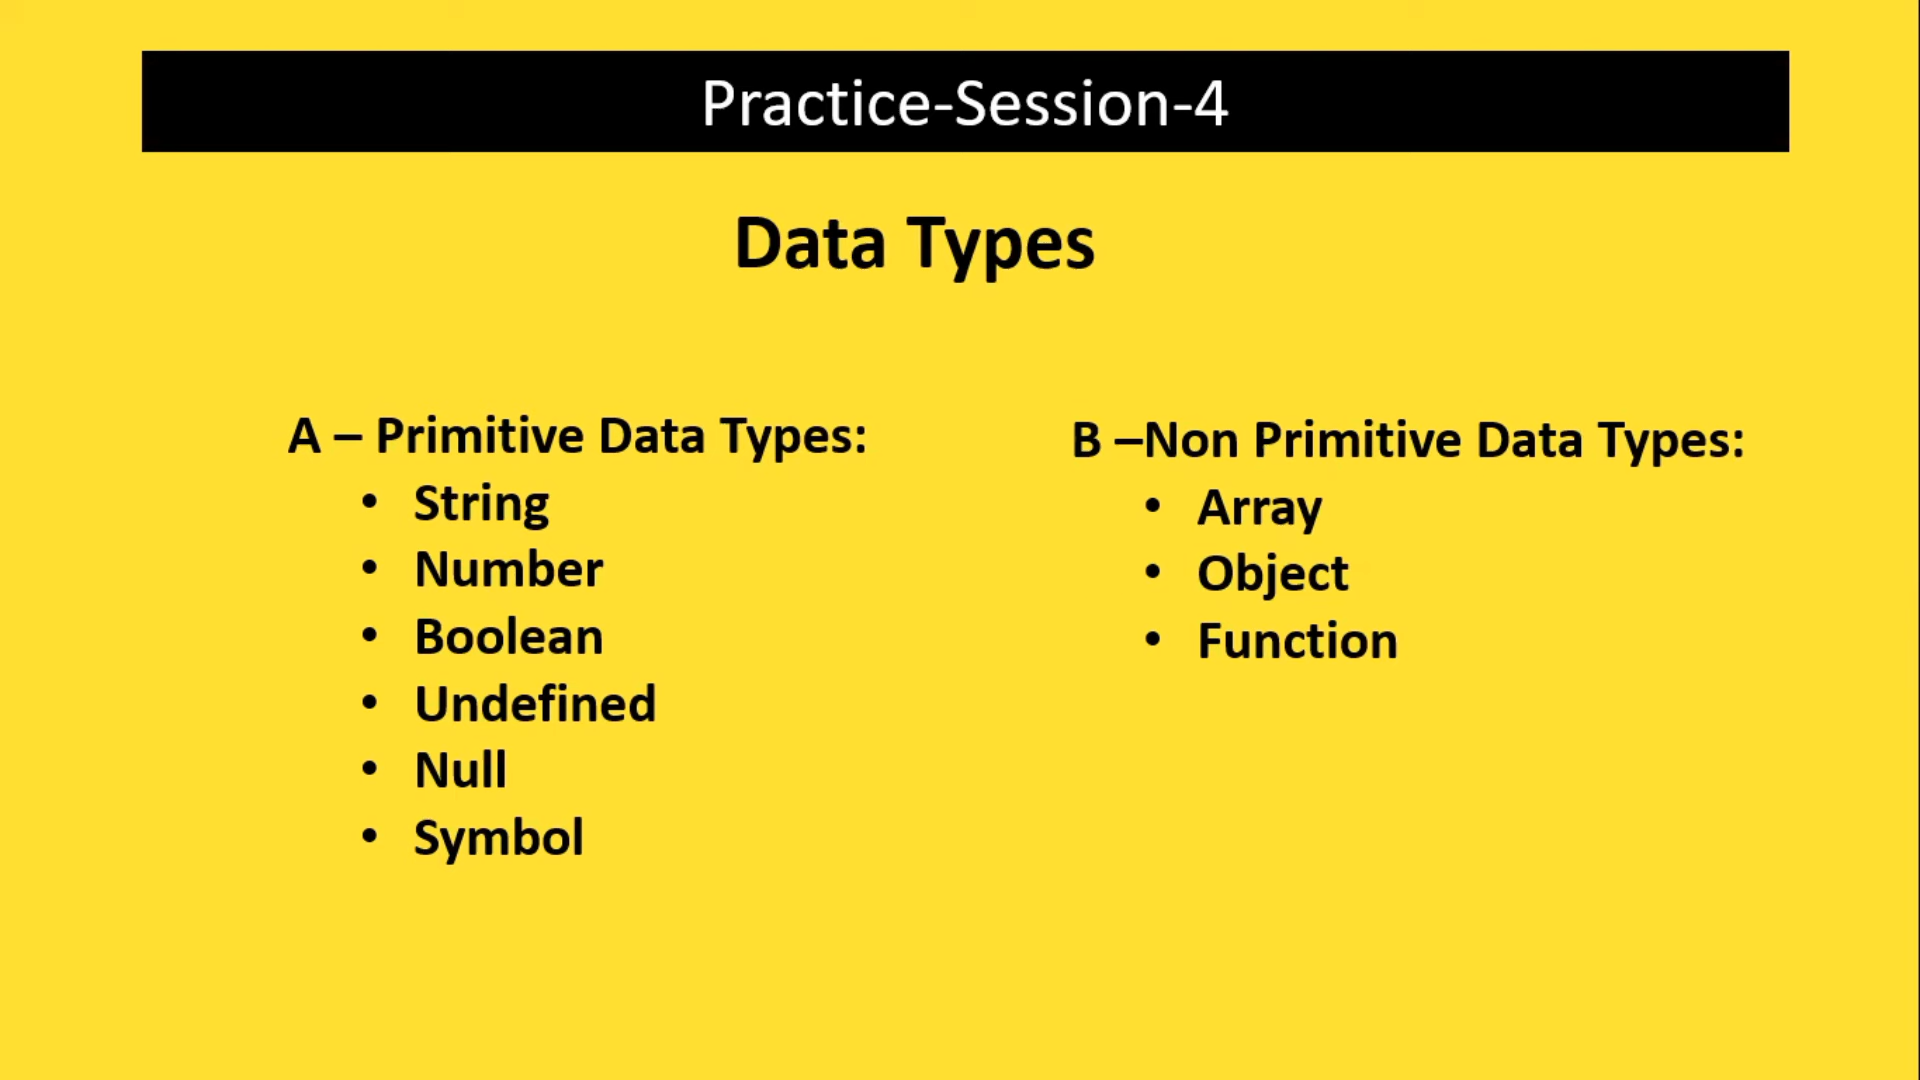 Practice-Session-4
Data Types
A – Primitive Data Types:
• String
• Number
• Boolean
• Undefined
• Null
• Symbol
B –Non Primitive Data Types:
• Array
• Object
• Function